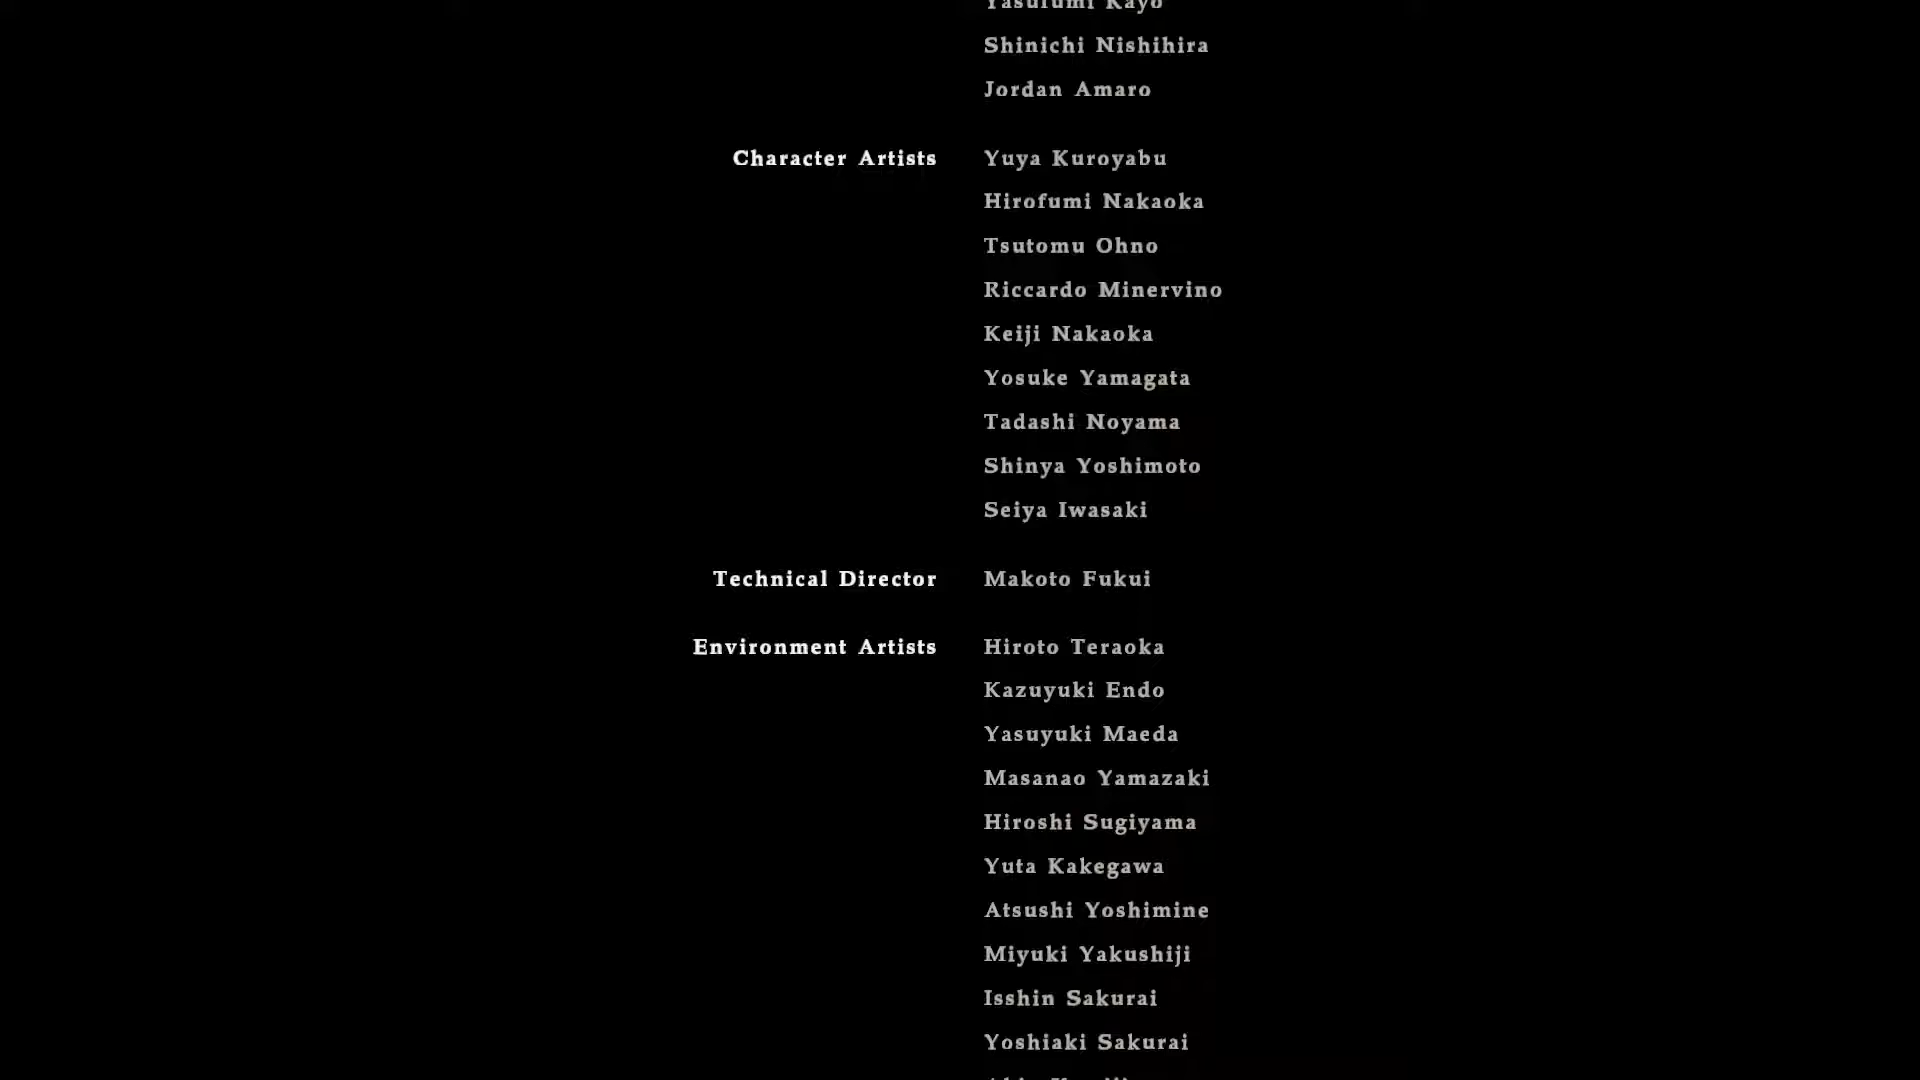 Yasufumi Kayo
Shinichi Nishihira
Jordan Amaro
Character Artists Yuya Kuroyabu
Hirofumi Nakaoka
Tsutomu Ohno
Riccardo Minervino
Keiji Nakaoka
Yosuke Yamagata
Tadashi Noyama
Shinya Yoshimoto
Seiya Iwasaki
Technical Director Makoto Fukui
Environment Artists Hiroto Teraoka
Kazuyuki Endo
Yasuyuki Maeda
Masanao Yamazaki
Hiroshi Sugiyama
Yuta Kakegawa
Atsushi Yoshimine
Miyuki Yakushiji
Isshin Sakurai
Yoshiaki Sakurai